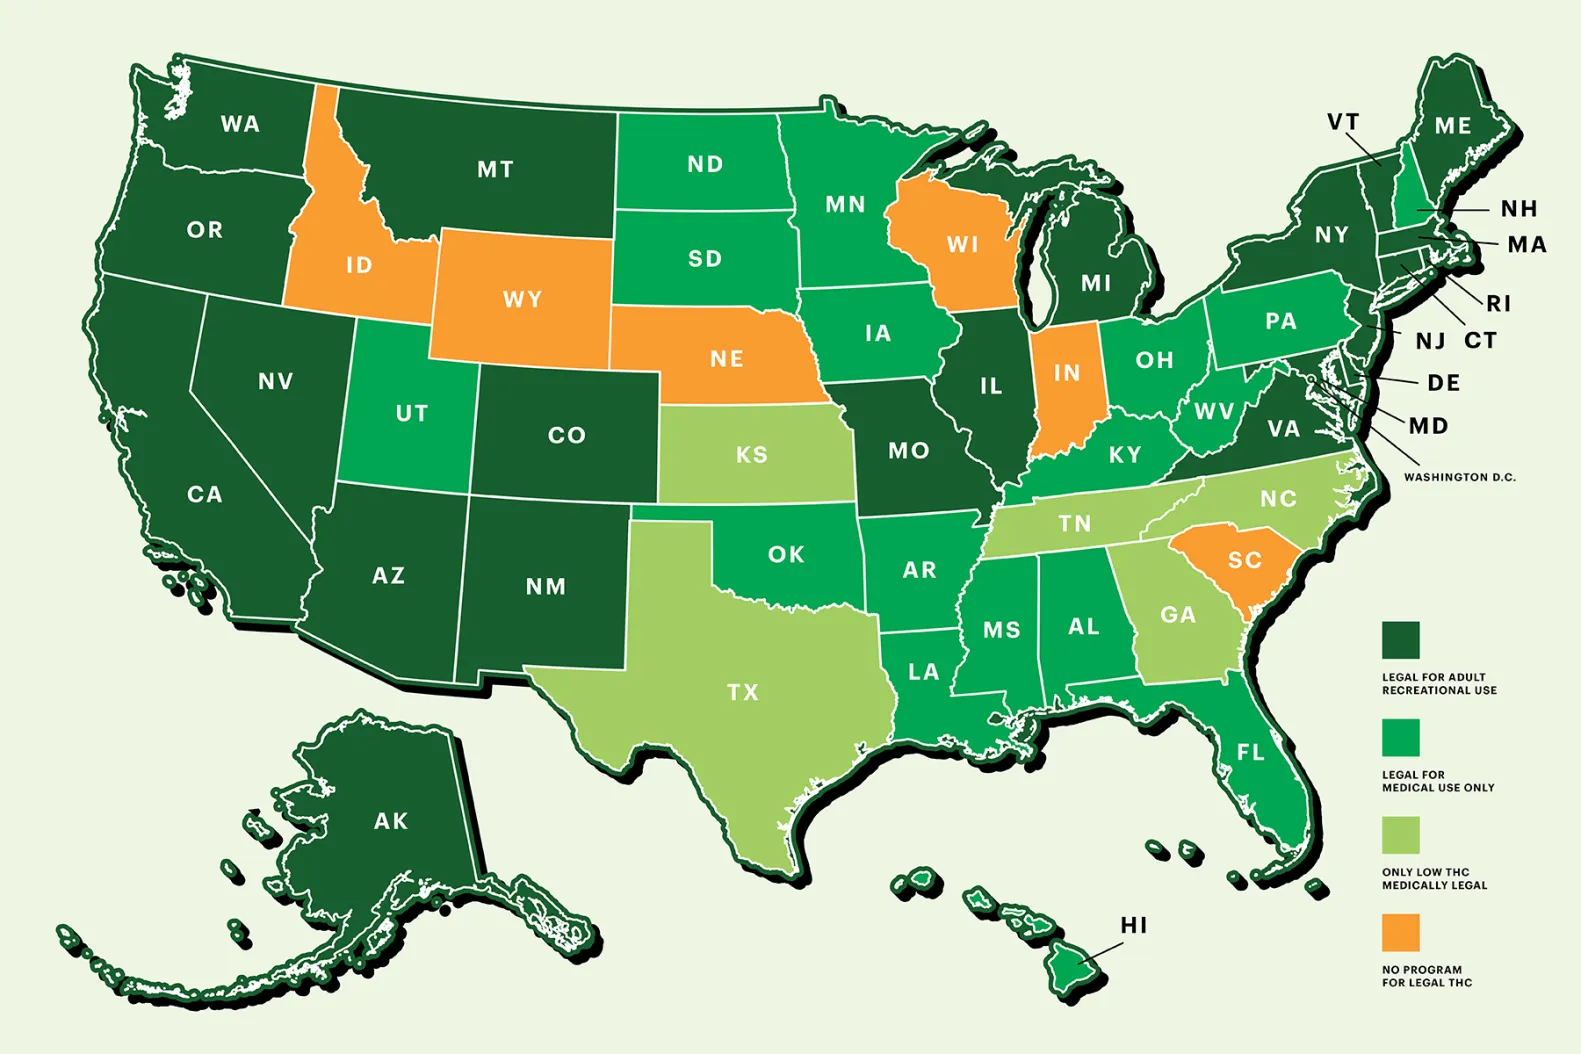 WA
MT
ND
MN
OR
ID
WY
SD
WI
MI
VT
ME
NH
NY
MA
RI
NJ
CT
PA
DE
MD
WASHINGTON D.C.
NV
UT
CO
NE
IA
IL
IN
OH
WV
VA
CA
KS
MO
KY
AZ
NM
OK
AR
TN
NC
SC
TX
LA
MS
AL
GA
FL
AK
HI
LEGAL FOR ADULT
RECREATIONAL USE
LEGAL FOR
MEDICAL USE ONLY
ONLY LOW THC
MEDICALLY LEGAL
NO PROGRAM
FOR LEGAL THC